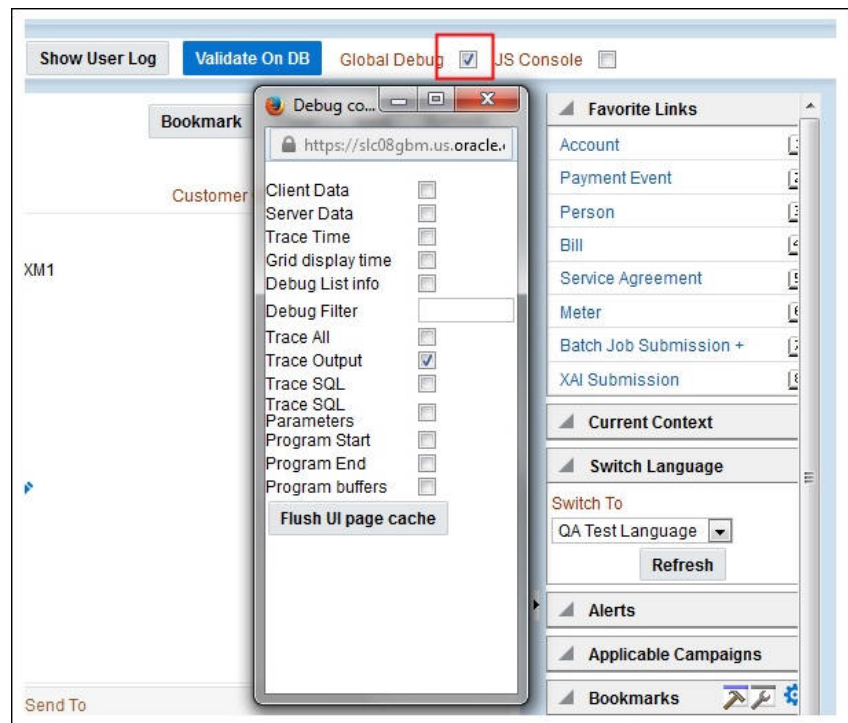 Show User Log Validate On DB Global Debug JS Console
Bookmark
Customer
XM1
Send To
Debug co...
https://slc08gbm.us.oracle.
Client Data
Server Data
Trace Time
Grid display time
Debug List info
Debug Filter
Trace All
Trace Output
Trace SQL
Trace SQL
Parameters
Program Start
Program End
Program buffers
Flush UI page cache
Favorite Links
Account
Payment Event
Person
Bill
Service Agreement
Meter
Batch Job Submission +
XAI Submission
Current Context
Switch Language
Switch To
QA Test Language
Refresh
Alerts
Applicable Campaigns
Bookmarks